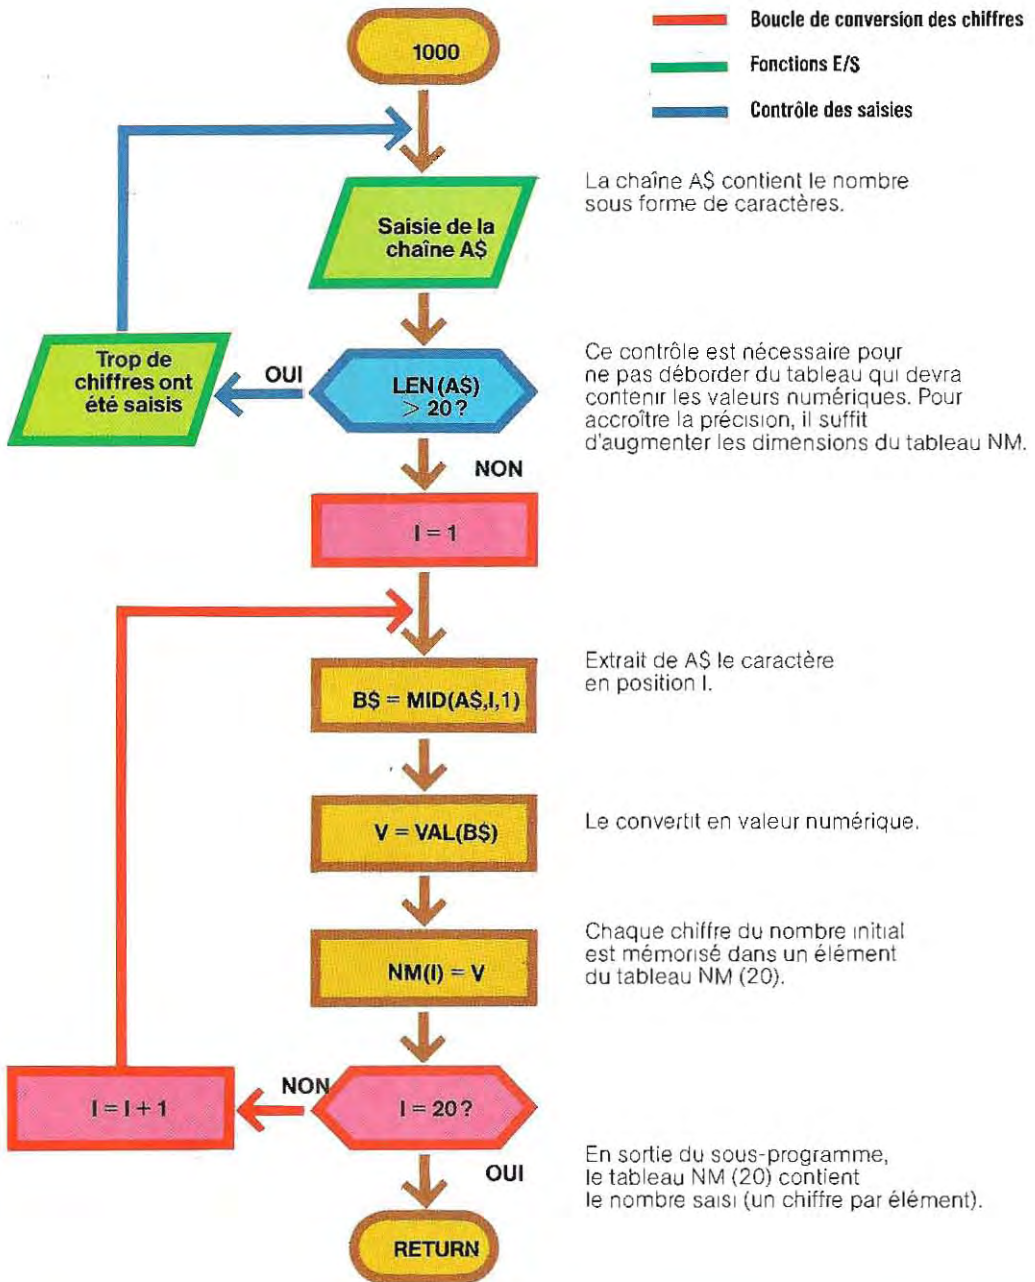 Boucle de conversion des chiffres
Fonctions E/S
Contrôle des saisies
1000
La chaîne A$ contient le nombre
sous forme de caractères.
Saisie de la
chaîne A$
Trop de
chiffres ont
été saisis
OUI
LEN(A$)
> 20?
Ce contrôle est nécessaire pour
ne pas déborder du tableau qui devra
contenir les valeurs numériques. Pour
accroître la précision, il suffit
d'augmenter les dimensions du tableau NM.
NON
I = 1
B$ = MID(A$,I,1)
Extrait de A$ le caractère
en position I.
V = VAL(B$)
Le convertit en valeur numérique.
NM(I) = V
Chaque chiffre du nombre initial
est mémorisé dans un élément
du tableau NM (20).
I = I + 1
NON
I = 20?
OUI
En sortie du sous-programme,
le tableau NM (20) contient
le nombre saisi (un chiffre par élément).
RETURN